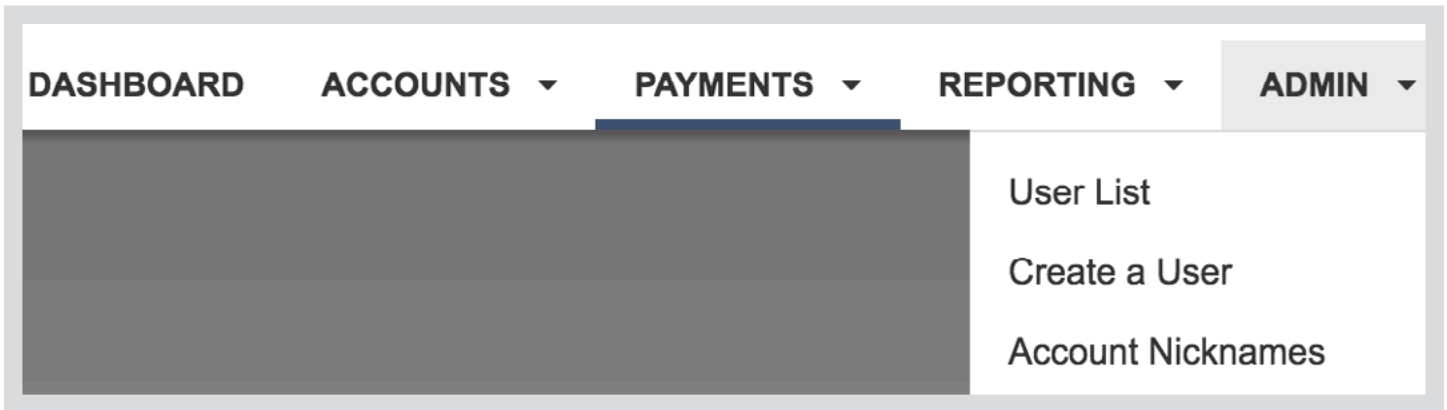 DASHBOARD ACCOUNTS PAYMENTS REPORTING ADMIN
User List
Create a User
Account Nicknames